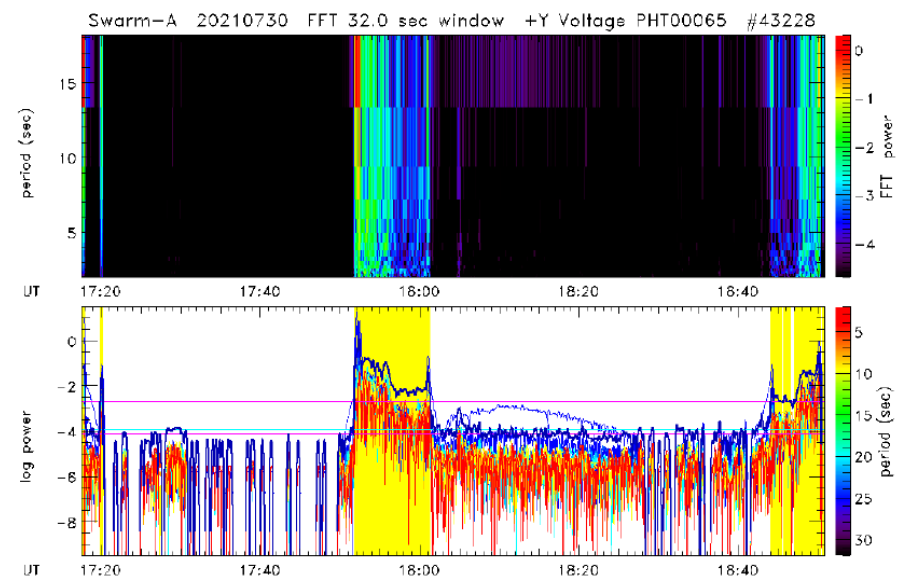 Swarm-A 20210730 FFT 32.0 sec window +Y Voltage PHT00065 #43228
period (sec)
15
10
5
0
-1
-2
-3
-4
FFT power
UT 17:20 17:40 18:00 18:20 18:40
log power
0
-2
-4
-6
-8
5
10
15
20
25
30
period (sec)
UT 17:20 17:40 18:00 18:20 18:40